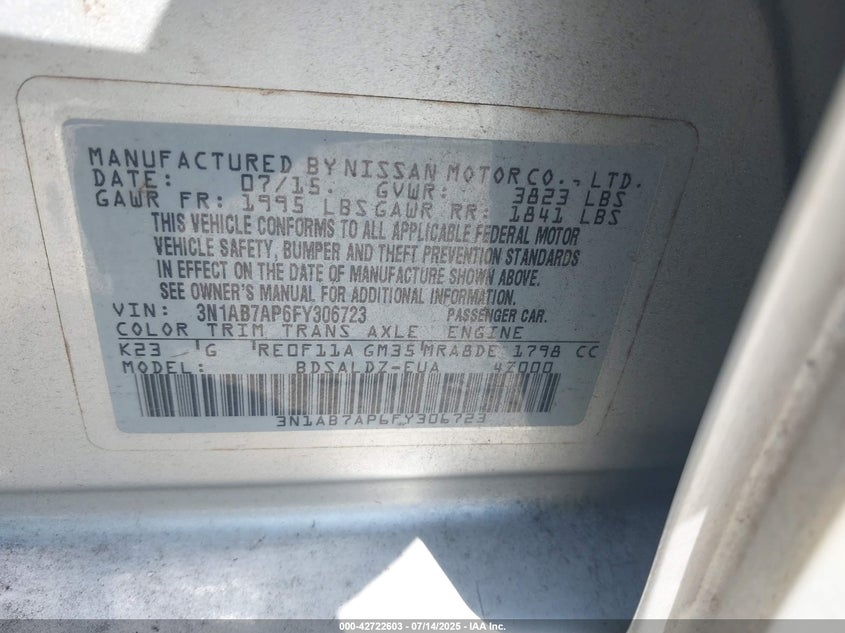 MANUFACTURED BY NISSAN MOTOR CO., LTD.
DATE: 07/15. GVWR: 3823 LBS
GAWR FR: 1995 LBS GAWR RR: 1841 LBS
THIS VEHICLE CONFORMS TO ALL APPLICABLE FEDERAL MOTOR
VEHICLE SAFETY, BUMPER AND THEFT PREVENTION STANDARDS
IN EFFECT ON THE DATE OF MANUFACTURE SHOWN ABOVE.
SEE OWNER'S MANUAL FOR ADDITIONAL INFORMATION.
VIN: 3N1AB7AP6FY306723 PASSENGER CAR.
COLOR TRIM TRANS AXLE ENGINE
K23 G RE0F11A GM35 MRA8DE 1798 CC
MODEL: BDSALDZ-EUA 47000
3N1AB7AP6FY306723
000-42722603 / 07/14/2025 - IAA Inc.